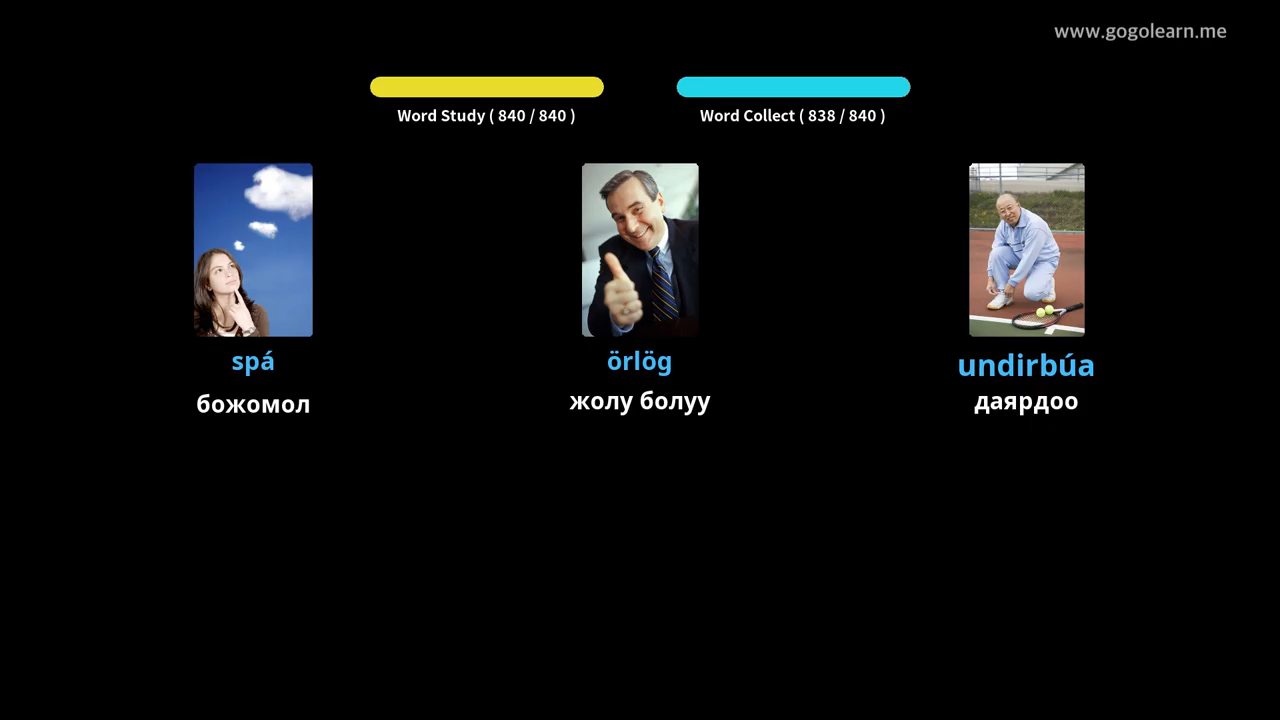 www.gogolearn.me
Word Study ( 840 / 840 )
Word Collect ( 838 / 840 )
spá
örlög
undirbúa
божомол
жолу болуу
даярдоо